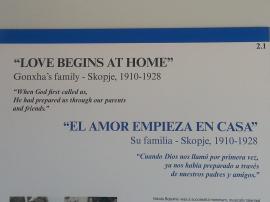 2.1
“LOVE BEGINS AT HOME”
Gonxha's family - Skopje, 1910-1928
“When God first called us,
He had prepared us through our parents
and friends.”
“EL AMOR EMPIEZA EN CASA”
Su familia - Skopje, 1910-1928
“Cuando Dios nos llamó por primera vez,
ya nos había preparado a través
de nuestros padres y amigos.”